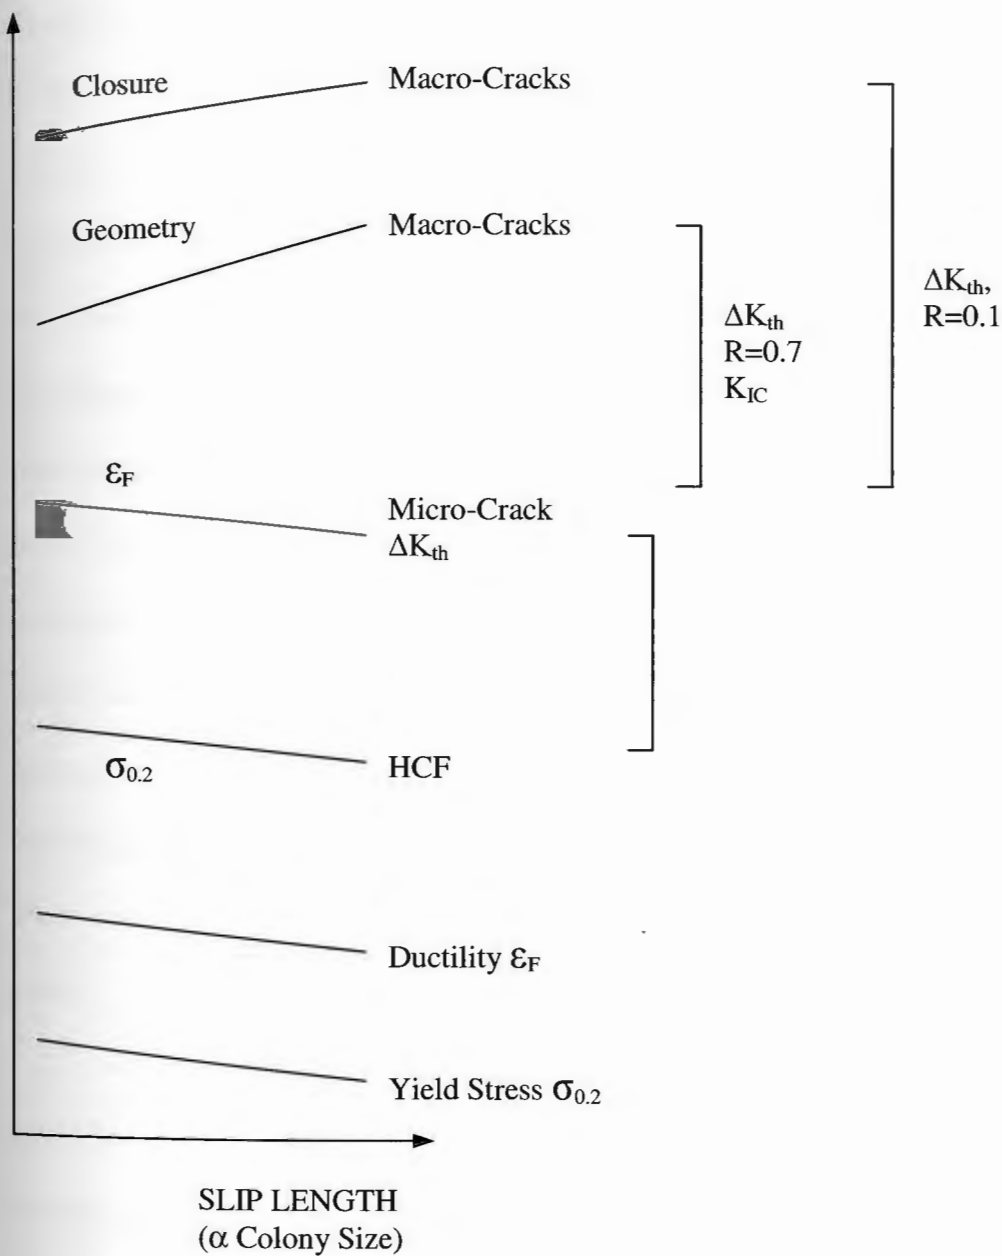 Closure
Macro-Cracks
Geometry
Macro-Cracks
ΔK_th,
R=0.1
ΔK_th
R=0.7
K_IC
ε_F
Micro-Crack
ΔK_th
σ_0.2
HCF
Ductility ε_F
Yield Stress σ_0.2
SLIP LENGTH
(α Colony Size)